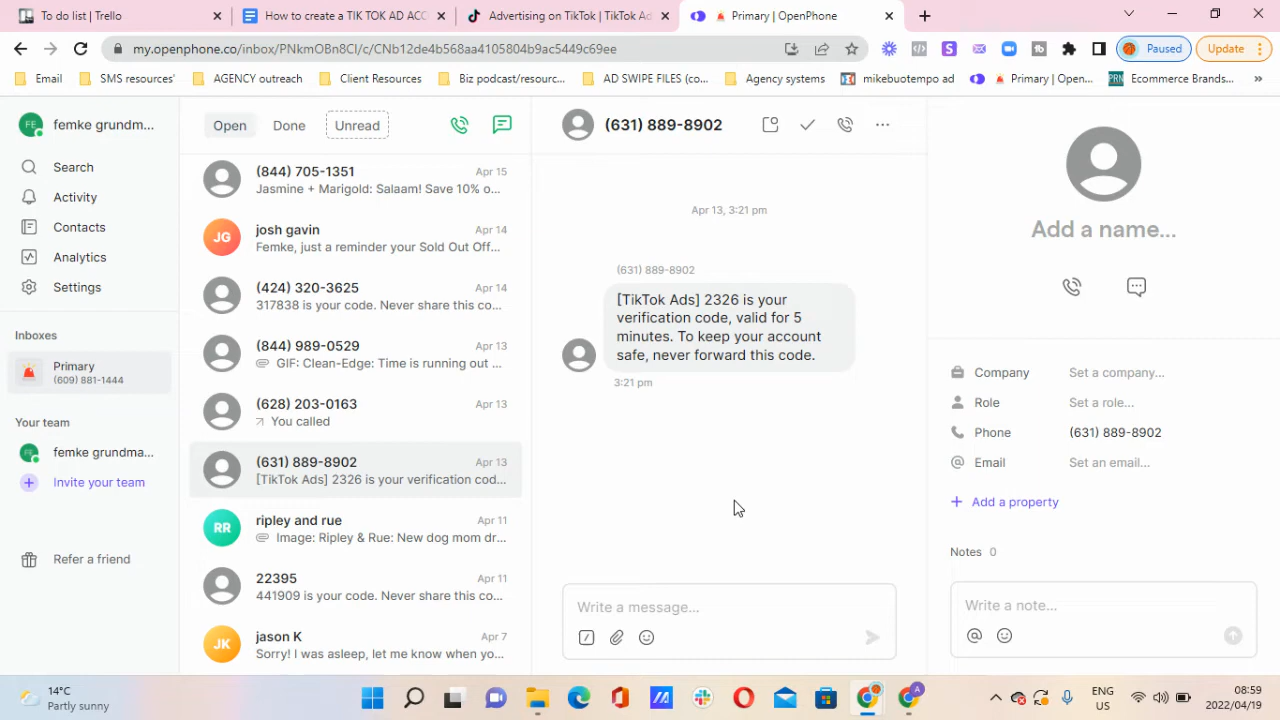 To do list | Trello
How to create a TIK TOK AD ACC
Advertising on TikTok | TikTok Ad
Primary | OpenPhone
my.openphone.co/inbox/PNkmOBn8Cl/c/CNb12de4b568aa4105804b9ac5449c69ee
Paused
Update
Email
SMS resources'
AGENCY outreach
Client Resources
Biz podcast/resourc...
AD SWIPE FILES (co...
Agency systems
mikebuotempo ad
Primary | Open...
PRN
Ecommerce Brands...
FE
femke grundm...
Search
Activity
Contacts
Analytics
Settings
Inboxes
Primary
(609) 881-1444
Your team
FE
femke grundma...
Invite your team
Refer a friend
Open
Done
Unread
(844) 705-1351
Apr 15
Jasmine + Marigold: Salaam! Save 10% o...
JG
josh gavin
Apr 14
Femke, just a reminder your Sold Out Off...
(424) 320-3625
Apr 14
317838 is your code. Never share this co...
(844) 989-0529
Apr 13
GIF: Clean-Edge: Time is running out ...
(628) 203-0163
Apr 13
You called
(631) 889-8902
Apr 13
[TikTok Ads] 2326 is your verification cod...
RR
ripley and rue
Apr 11
Image: Ripley & Rue: New dog mom dr...
22395
Apr 11
441909 is your code. Never share this co...
JK
jason K
Apr 7
Sorry! I was asleep, let me know when yo...
(631) 889-8902
Apr 13, 3:21 pm
(631) 889-8902
[TikTok Ads] 2326 is your
verification code, valid for 5
minutes. To keep your account
safe, never forward this code.
3:21 pm
Write a message...
Add a name...
Company
Set a company...
Role
Set a role...
Phone
(631) 889-8902
Email
Set an email...
Add a property
Notes 0
Write a note...
14°C
Partly sunny
A
ENG
US
08:59
2022/04/19